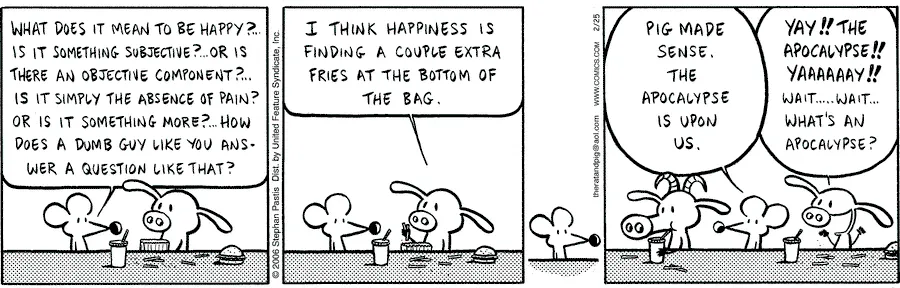 WHAT DOES IT MEAN TO BE HAPPY?...
IS IT SOMETHING SUBJECTIVE?...OR IS
THERE AN OBJECTIVE COMPONENT?...
IS IT SIMPLY THE ABSENCE OF PAIN?
OR IS IT SOMETHING MORE?...HOW
DOES A DUMB GUY LIKE YOU ANS-
WER A QUESTION LIKE THAT?
© 2006 Stephan Pastis Dist. by United Feature Syndicate, Inc.
I THINK HAPPINESS IS
FINDING A COUPLE EXTRA
FRIES AT THE BOTTOM OF
THE BAG.
theratandpig@aol.com WWW.COMICS.COM 2/25
PIG MADE
SENSE.
THE
APOCALYPSE
IS UPON
US.
YAY!! THE
APOCALYPSE!!
YAAAAAAY!!
WAIT.....WAIT...
WHAT'S AN
APOCALYPSE?